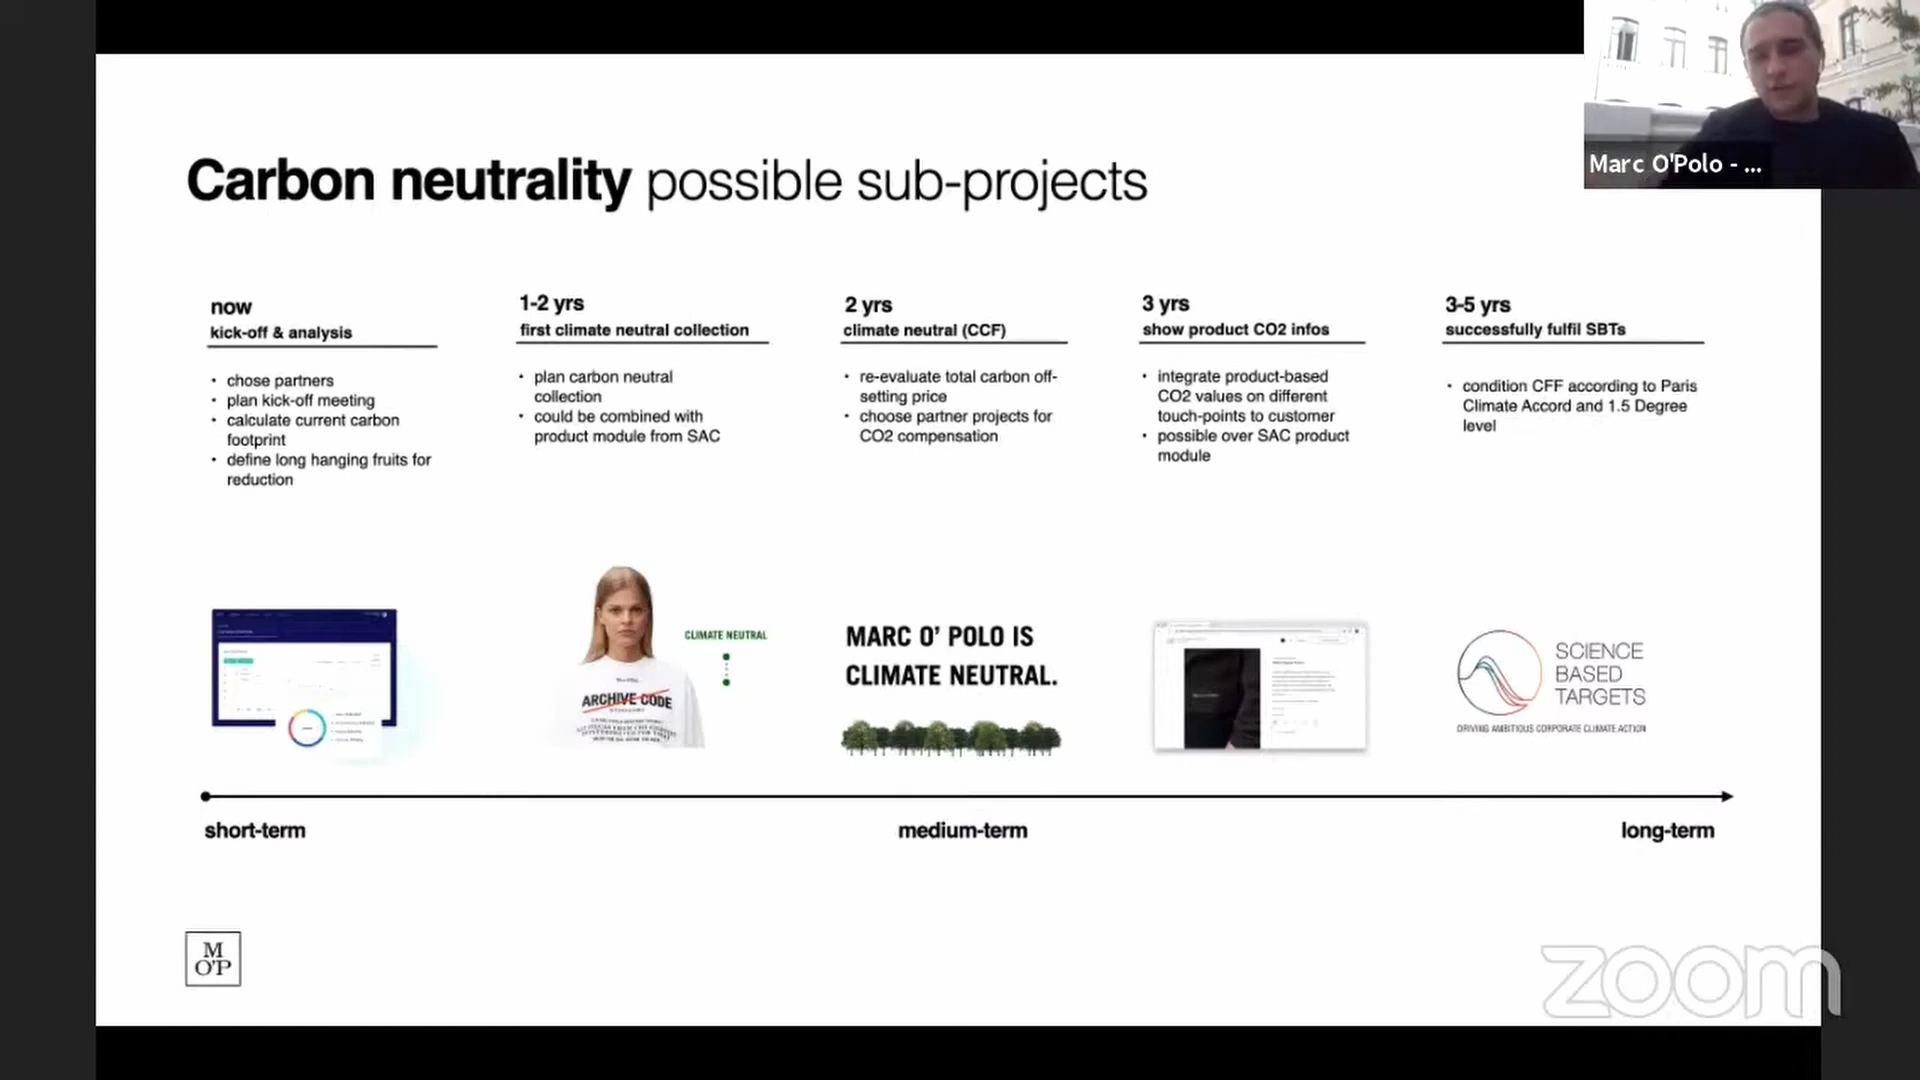 Marc O'Polo - ...
Carbon neutrality possible sub-projects
now
kick-off & analysis
• chose partners
• plan kick-off meeting
• calculate current carbon
footprint
• define long hanging fruits for
reduction
1-2 yrs
first climate neutral collection
• plan carbon neutral
collection
• could be combined with
product module from SAC
2 yrs
climate neutral (CCF)
• re-evaluate total carbon off-
setting price
• choose partner projects for
CO2 compensation
3 yrs
show product CO2 infos
• integrate product-based
CO2 values on different
touch-points to customer
• possible over SAC product
module
3-5 yrs
successfully fulfil SBTs
• condition CFF according to Paris
Climate Accord and 1.5 Degree
level
CLIMATE NEUTRAL
ARCHIVE CODE
MARC O' POLO IS
CLIMATE NEUTRAL.
SCIENCE
BASED
TARGETS
DRIVING AMBITIOUS CORPORATE CLIMATE ACTION
short-term
medium-term
long-term
M
O'P
zoom